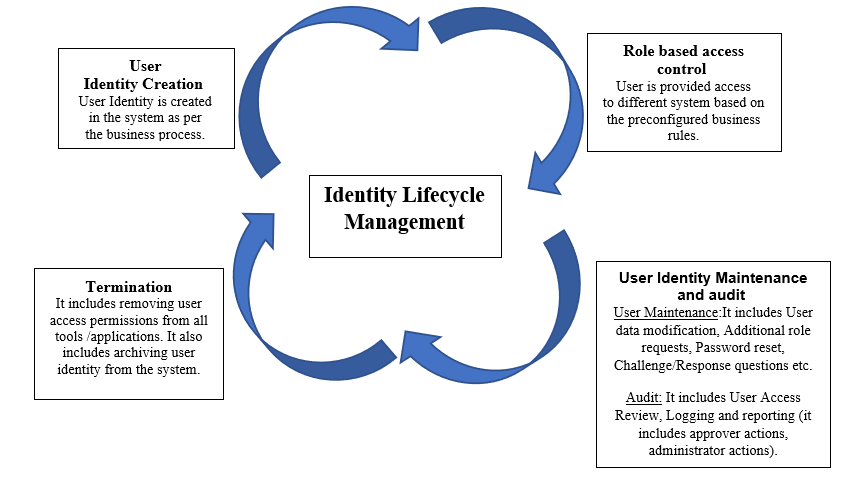 User
Identity Creation
User Identity is created
in the system as per
the business process.
Role based access
control
User is provided access
to different system based on
the preconfigured business
rules.
Identity Lifecycle
Management
Termination
It includes removing user
access permissions from all
tools /applications. It also
includes archiving user
identity from the system.
User Identity Maintenance
and audit
User Maintenance:It includes User
data modification, Additional role
requests, Password reset,
Challenge/Response questions etc.
Audit: It includes User Access
Review, Logging and reporting (it
includes approver actions,
administrator actions).